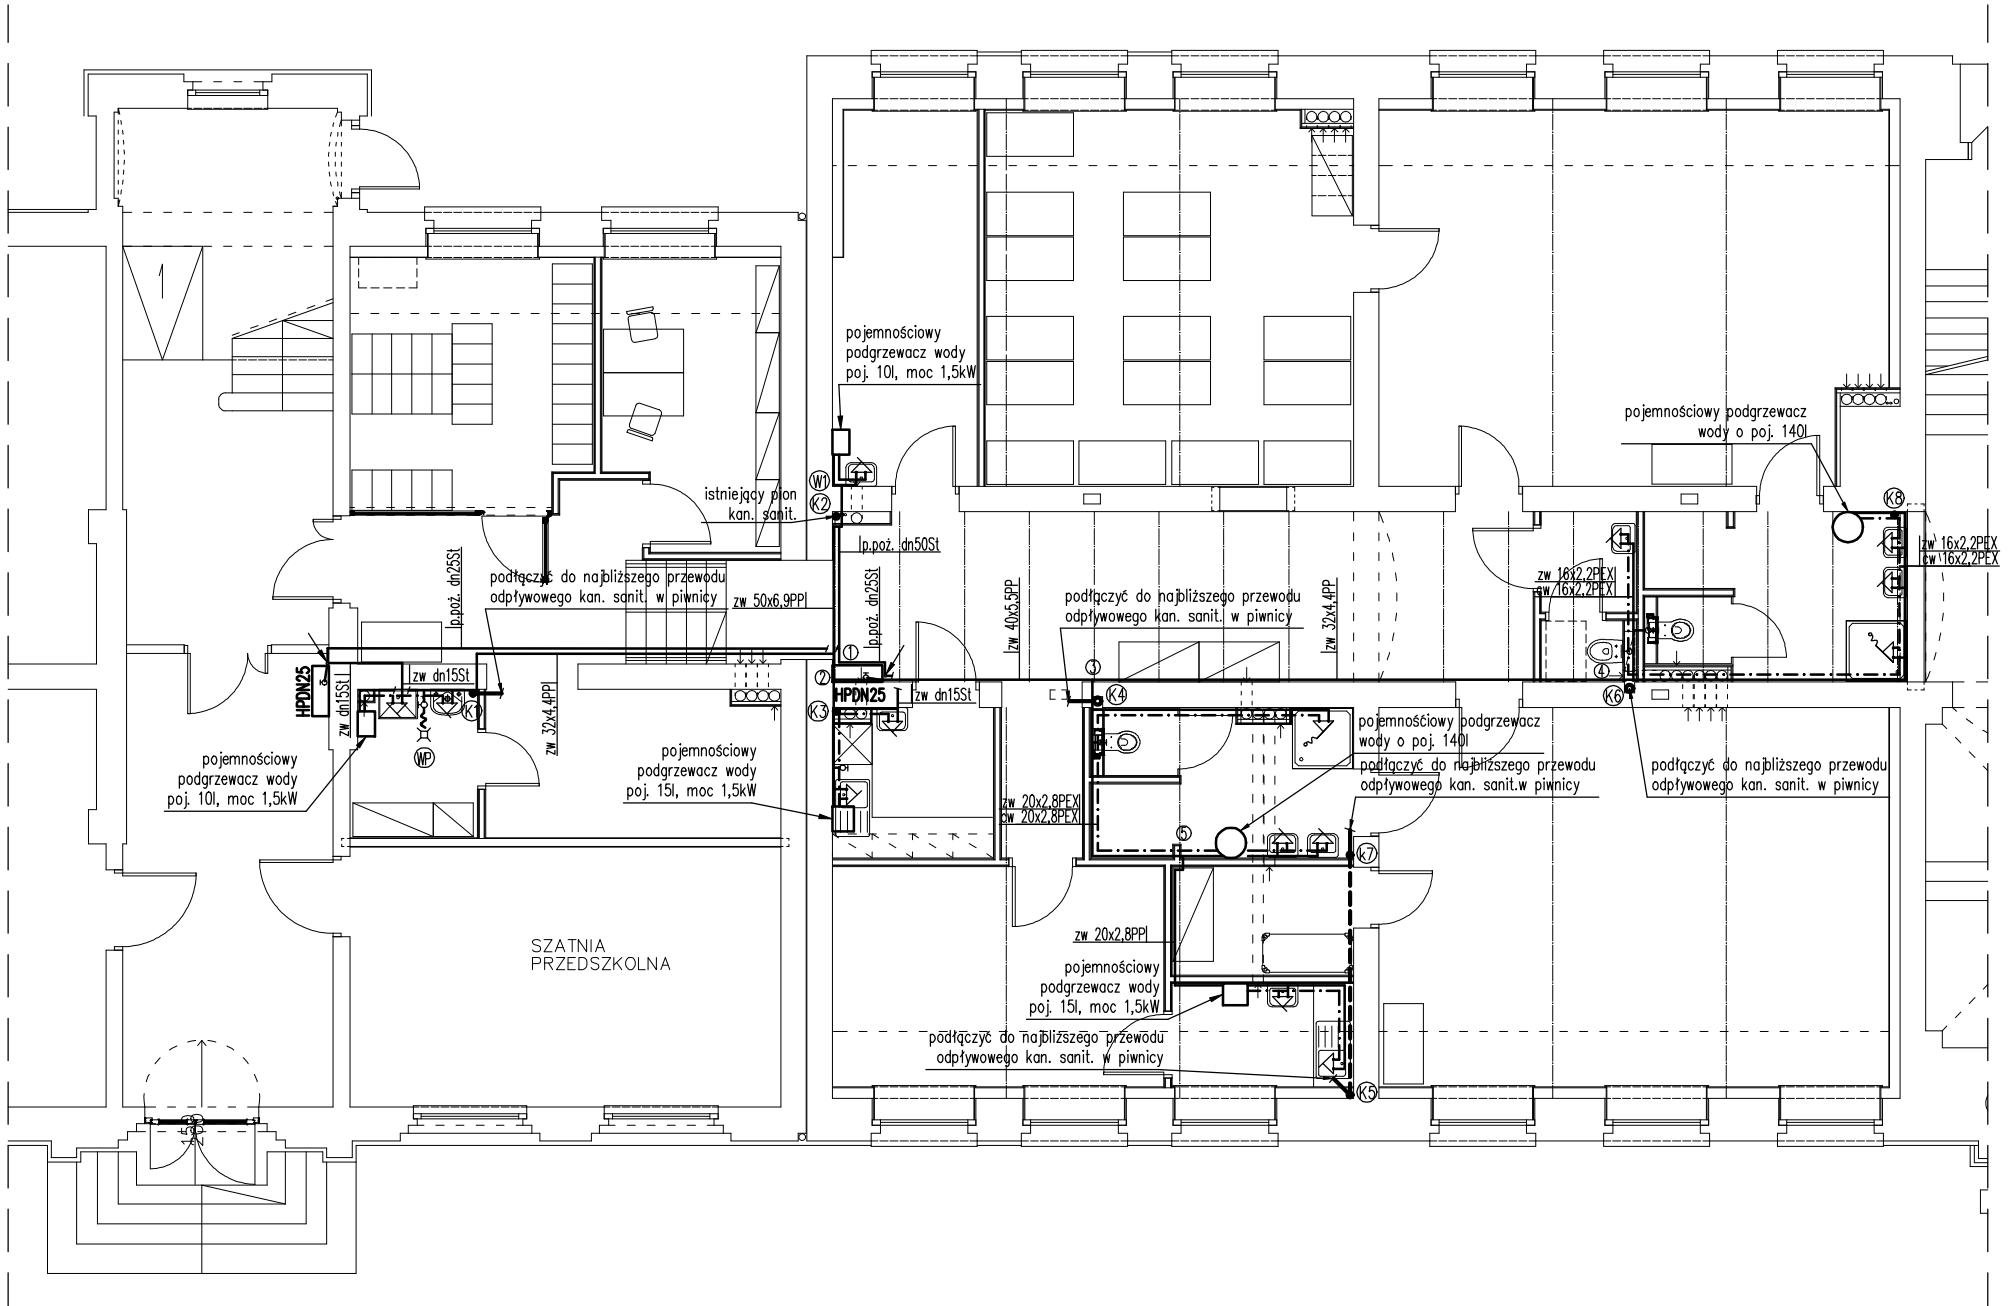 pojemnościowy
podgrzewacz wody
poj. 10l, moc 1,5kW
pojemnościowy podgrzewacz
wody o poj. 140l
W1
K2
istniejący pion
kan. sanit.
K8
p.poż. dn50St
zw 16x2,2PEX
cw 16x2,2PEX
p.poż. dn25St
podłączyć do najbliższego przewodu
odpływowego kan. sanit. w piwnicy
zw 50x6,9PP
p.poż. dn25St
zw 40x5,5PP
podłączyć do najbliższego przewodu
odpływowego kan. sanit. w piwnicy
zw 32x4,4PP
zw 16x2,2PEX
cw 16x2,2PEX
1
2
3
4
HPDN25
zw dn15St
zw dn15St
K1
zw 32x4,4PP
HPDN25
zw dn15St
K3
K4
K6
WP
pojemnościowy
podgrzewacz wody
poj. 10l, moc 1,5kW
pojemnościowy
podgrzewacz wody
poj. 15l, moc 1,5kW
pojemnośćiowy podgrzewacz
wody o poj. 140l
podłączyć do najbliższego przewodu
odpływowego kan. sanit.w piwnicy
podłączyć do najbliższego przewodu
odpływowego kan. sanit. w piwnicy
zw 20x2,8PEX
cw 20x2,8PEX
5
k7
SZATNIA
PRZEDSZKOLNA
zw 20x2,8PP
pojemnościowy
podgrzewacz wody
poj. 15l, moc 1,5kW
podłączyć do najbliższego przewodu
odpływowego kan. sanit. w piwnicy
K5